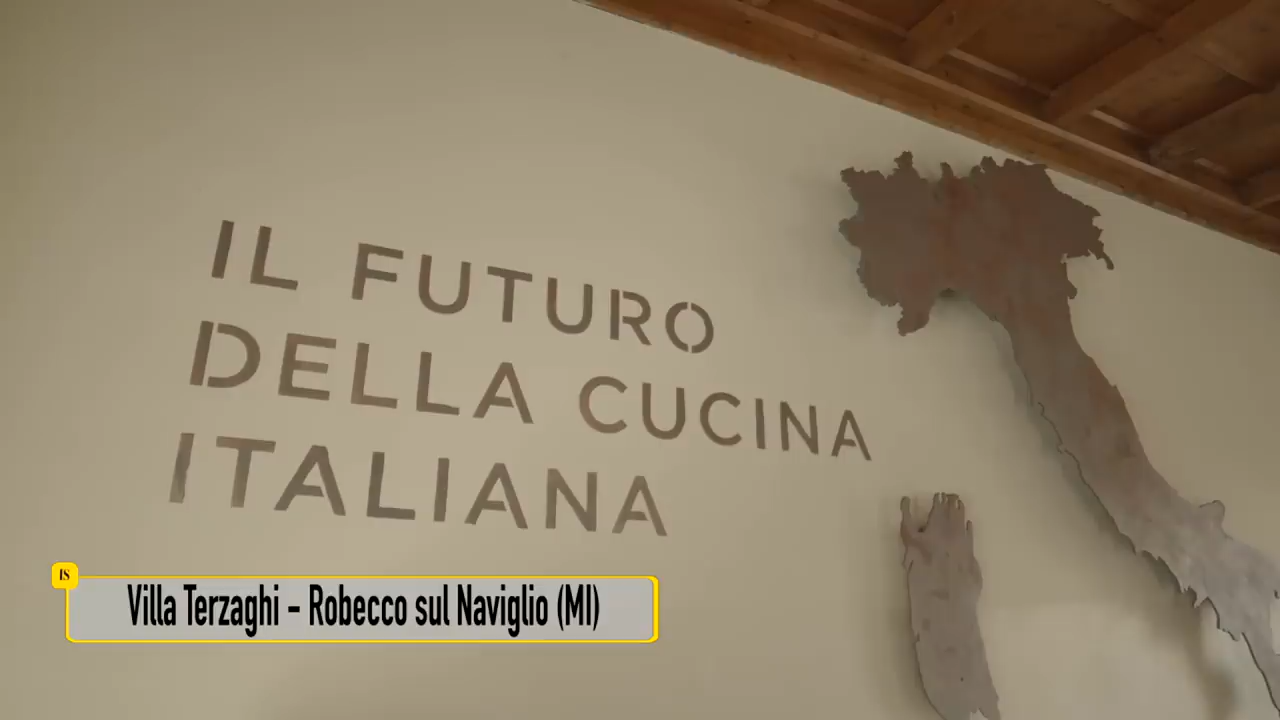 IL FUTURO
DELLA CUCINA
ITALIANA
IS
Villa Terzaghi – Robecco sul Naviglio (MI)